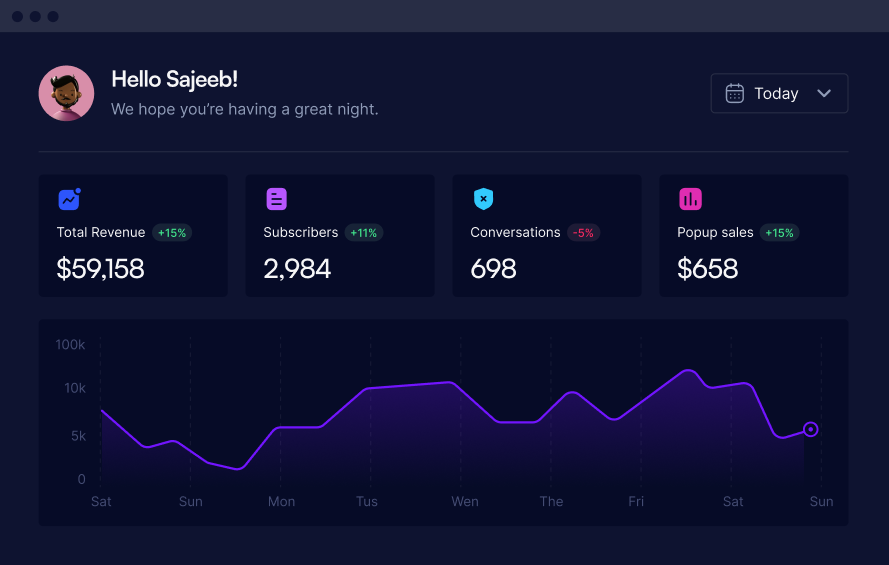 Hello Sajeeb!
We hope you’re having a great night.
Today
Total Revenue +15%
$59,158
Subscribers +11%
2,984
Conversations -5%
698
Popup sales +15%
$658
100k
10k
5k
0
Sat Sun Mon Tus Wen The Fri Sat Sun